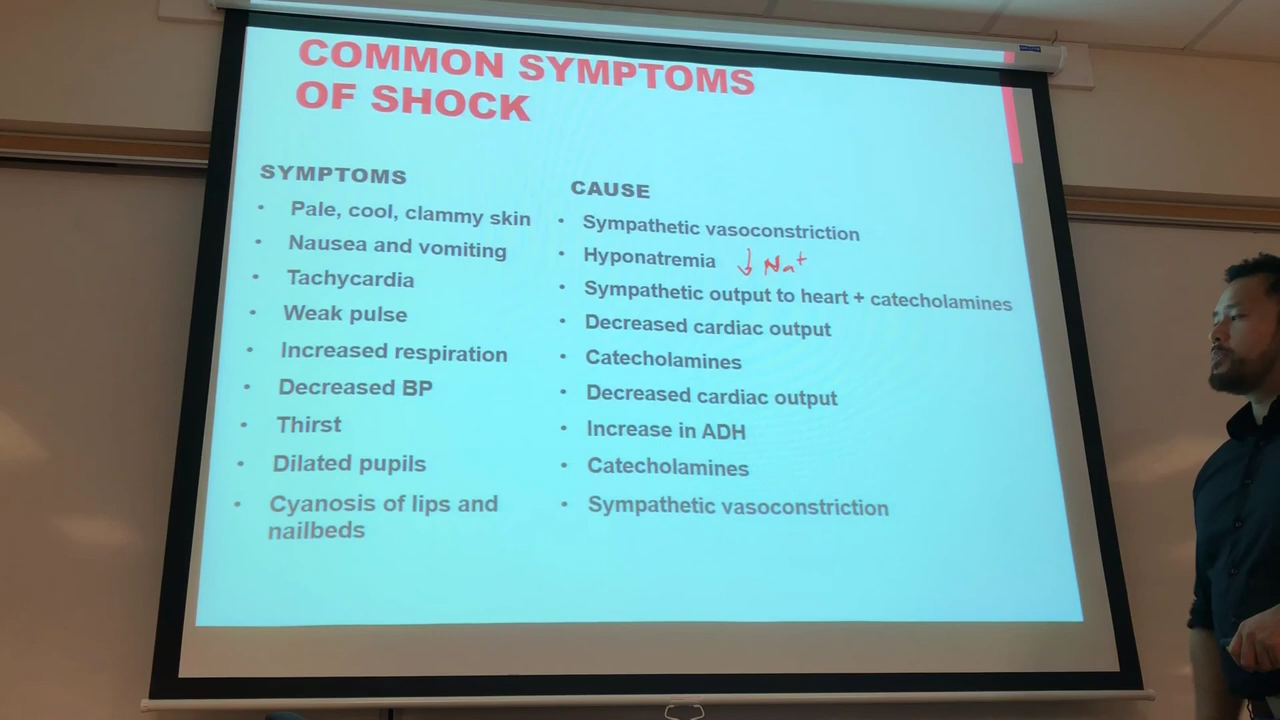 COMMON SYMPTOMS
OF SHOCK
SYMPTOMS
• Pale, cool, clammy skin
• Nausea and vomiting
• Tachycardia
• Weak pulse
• Increased respiration
• Decreased BP
• Thirst
• Dilated pupils
• Cyanosis of lips and
nailbeds
CAUSE
• Sympathetic vasoconstriction
• Hyponatremia ↓ Na+
• Sympathetic output to heart + catecholamines
• Decreased cardiac output
• Catecholamines
• Decreased cardiac output
• Increase in ADH
• Catecholamines
• Sympathetic vasoconstriction